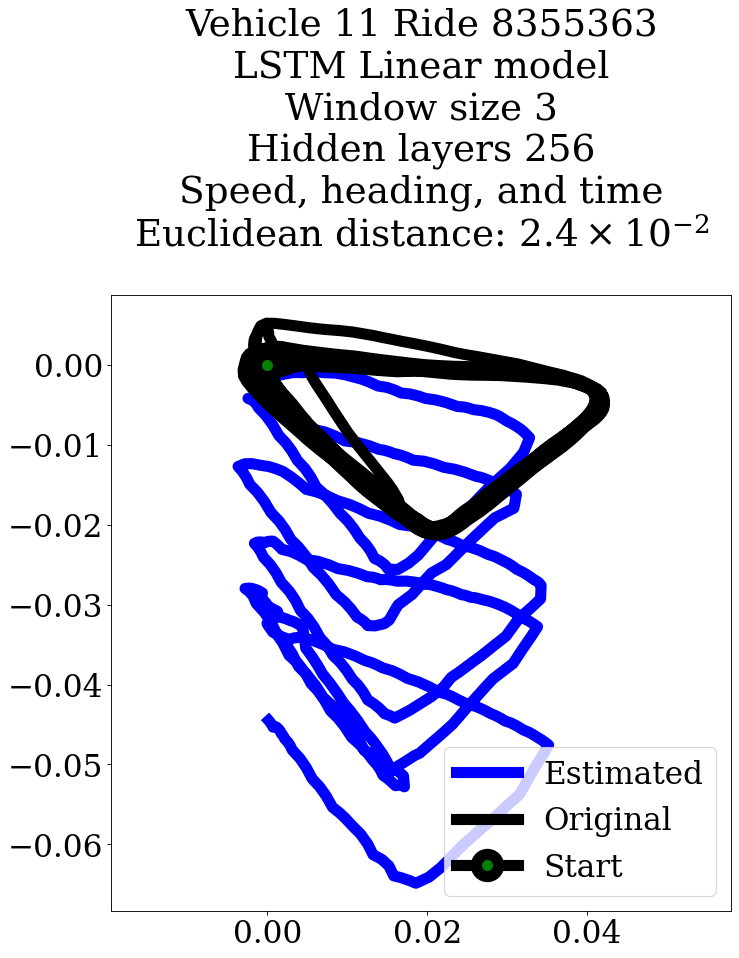 Vehicle 11 Ride 8355363
LSTM Linear model
Window size 3
Hidden layers 256
Speed, heading, and time
Euclidean distance: 2.4 × 10⁻²
0.00
−0.01
−0.02
−0.03
−0.04
−0.05
−0.06
Estimated
Original
Start
0.00 0.02 0.04